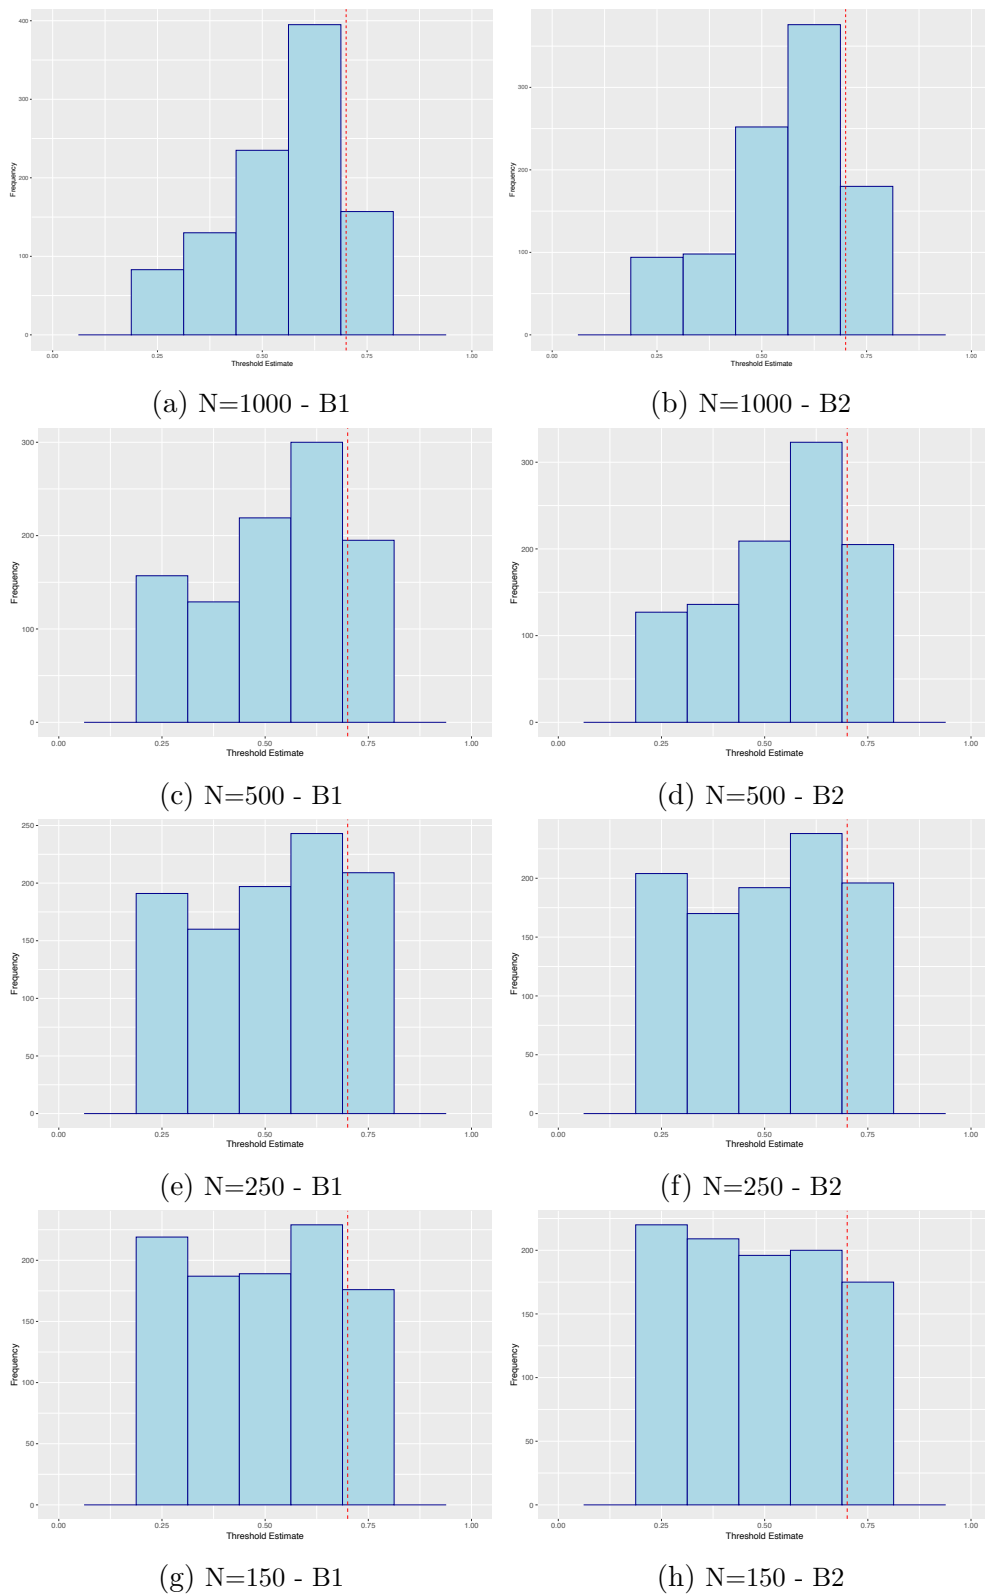 400
300
200
100
0
Frequency
0.00 0.25 0.50 0.75 1.00
Threshold Estimate
(a) N=1000 - B1
300
200
100
0
Frequency
0.00 0.25 0.50 0.75 1.00
Threshold Estimate
(b) N=1000 - B2
300
200
100
0
Frequency
0.00 0.25 0.50 0.75 1.00
Threshold Estimate
(c) N=500 - B1
300
200
100
0
Frequency
0.00 0.25 0.50 0.75 1.00
Threshold Estimate
(d) N=500 - B2
250
200
150
100
50
0
Frequency
0.00 0.25 0.50 0.75 1.00
Threshold Estimate
(e) N=250 - B1
200
150
100
50
0
Frequency
0.00 0.25 0.50 0.75 1.00
Threshold Estimate
(f) N=250 - B2
200
150
100
50
0
Frequency
0.00 0.25 0.50 0.75 1.00
Threshold Estimate
(g) N=150 - B1
200
150
100
50
0
Frequency
0.00 0.25 0.50 0.75 1.00
Threshold Estimate
(h) N=150 - B2